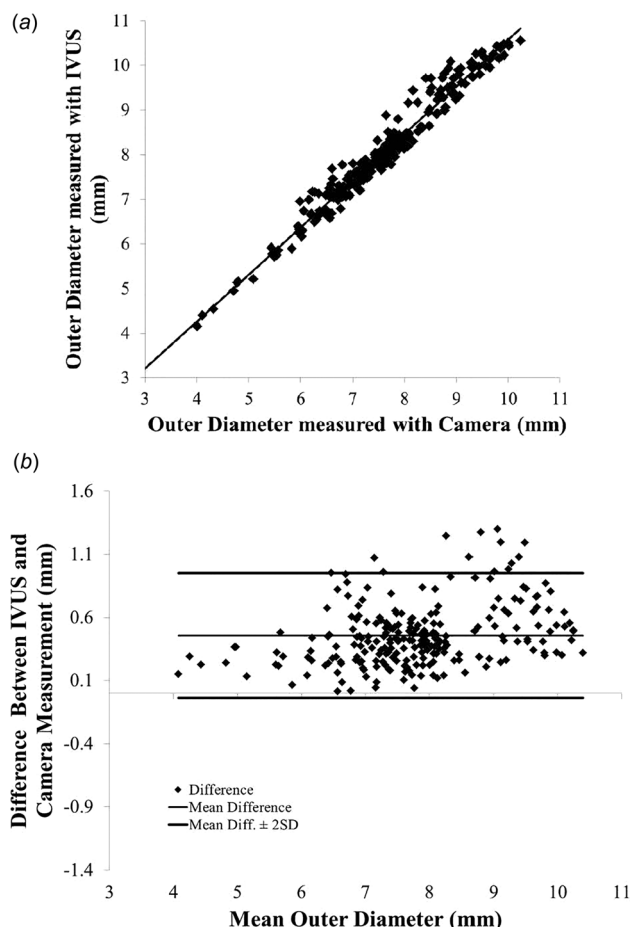 (a)
Outer Diameter measured with IVUS
(mm)
11
10
9
8
7
6
5
4
3
3 4 5 6 7 8 9 10 11
Outer Diameter measured with Camera (mm)
(b)
Difference Between IVUS and
Camera Measurement (mm)
1.6
1.1
0.6
0.1
-0.4
-0.9
-1.4
Difference
Mean Difference
Mean Diff. ± 2SD
3 4 5 6 7 8 9 10 11
Mean Outer Diameter (mm)